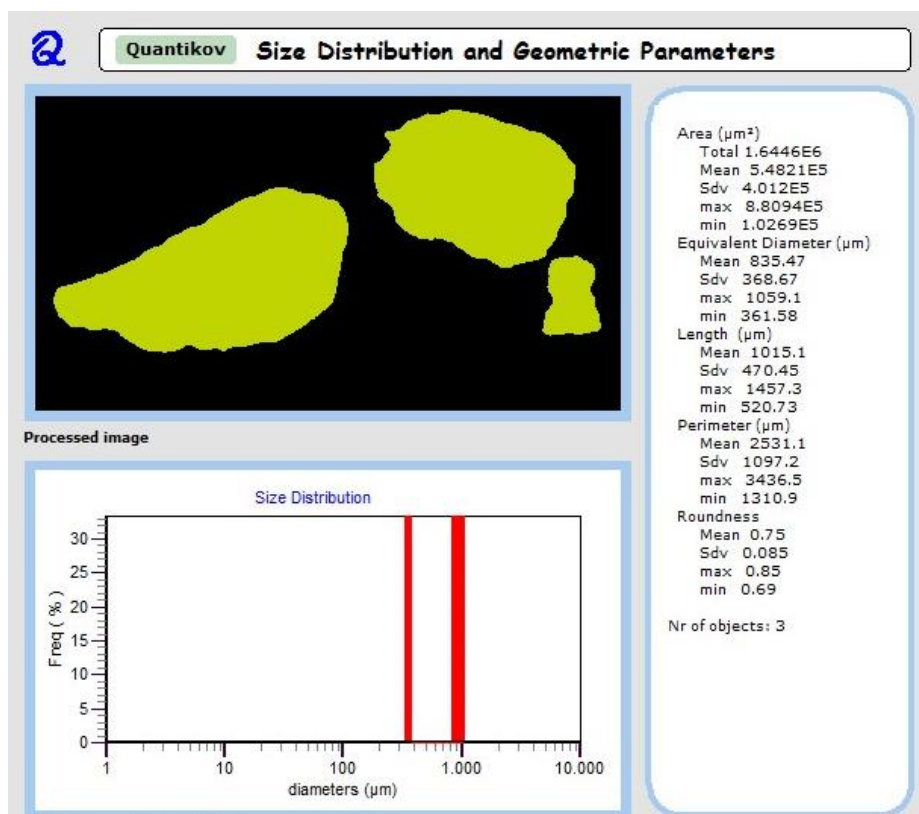 Q
Quantikov Size Distribution and Geometric Parameters
Area (µm²)
Total 1.6446E6
Mean 5.4821E5
Sdv 4.012E5
max 8.8094E5
min 1.0269E5
Equivalent Diameter (µm)
Mean 835.47
Sdv 368.67
max 1059.1
min 361.58
Length (µm)
Mean 1015.1
Sdv 470.45
max 1457.3
min 520.73
Perimeter (µm)
Mean 2531.1
Sdv 1097.2
max 3436.5
min 1310.9
Roundness
Mean 0.75
Sdv 0.085
max 0.85
min 0.69
Nr of objects: 3
Processed image
Size Distribution
Freq ( % )
30
25
20
15
10
5
0
1 10 100 1.000 10.000
diameters (µm)